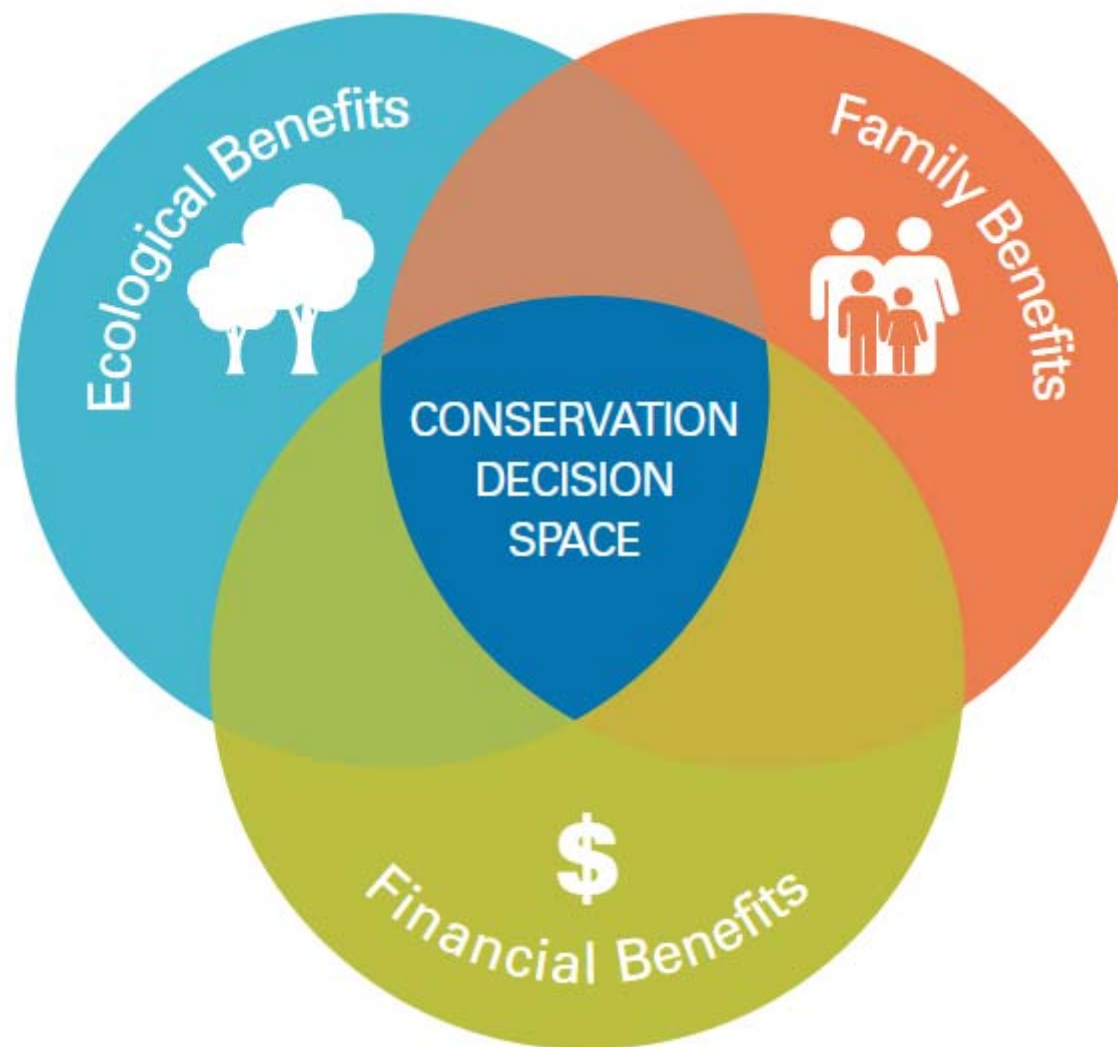 Ecological Benefits
Family Benefits
CONSERVATION
DECISION
SPACE
$
Financial Benefits